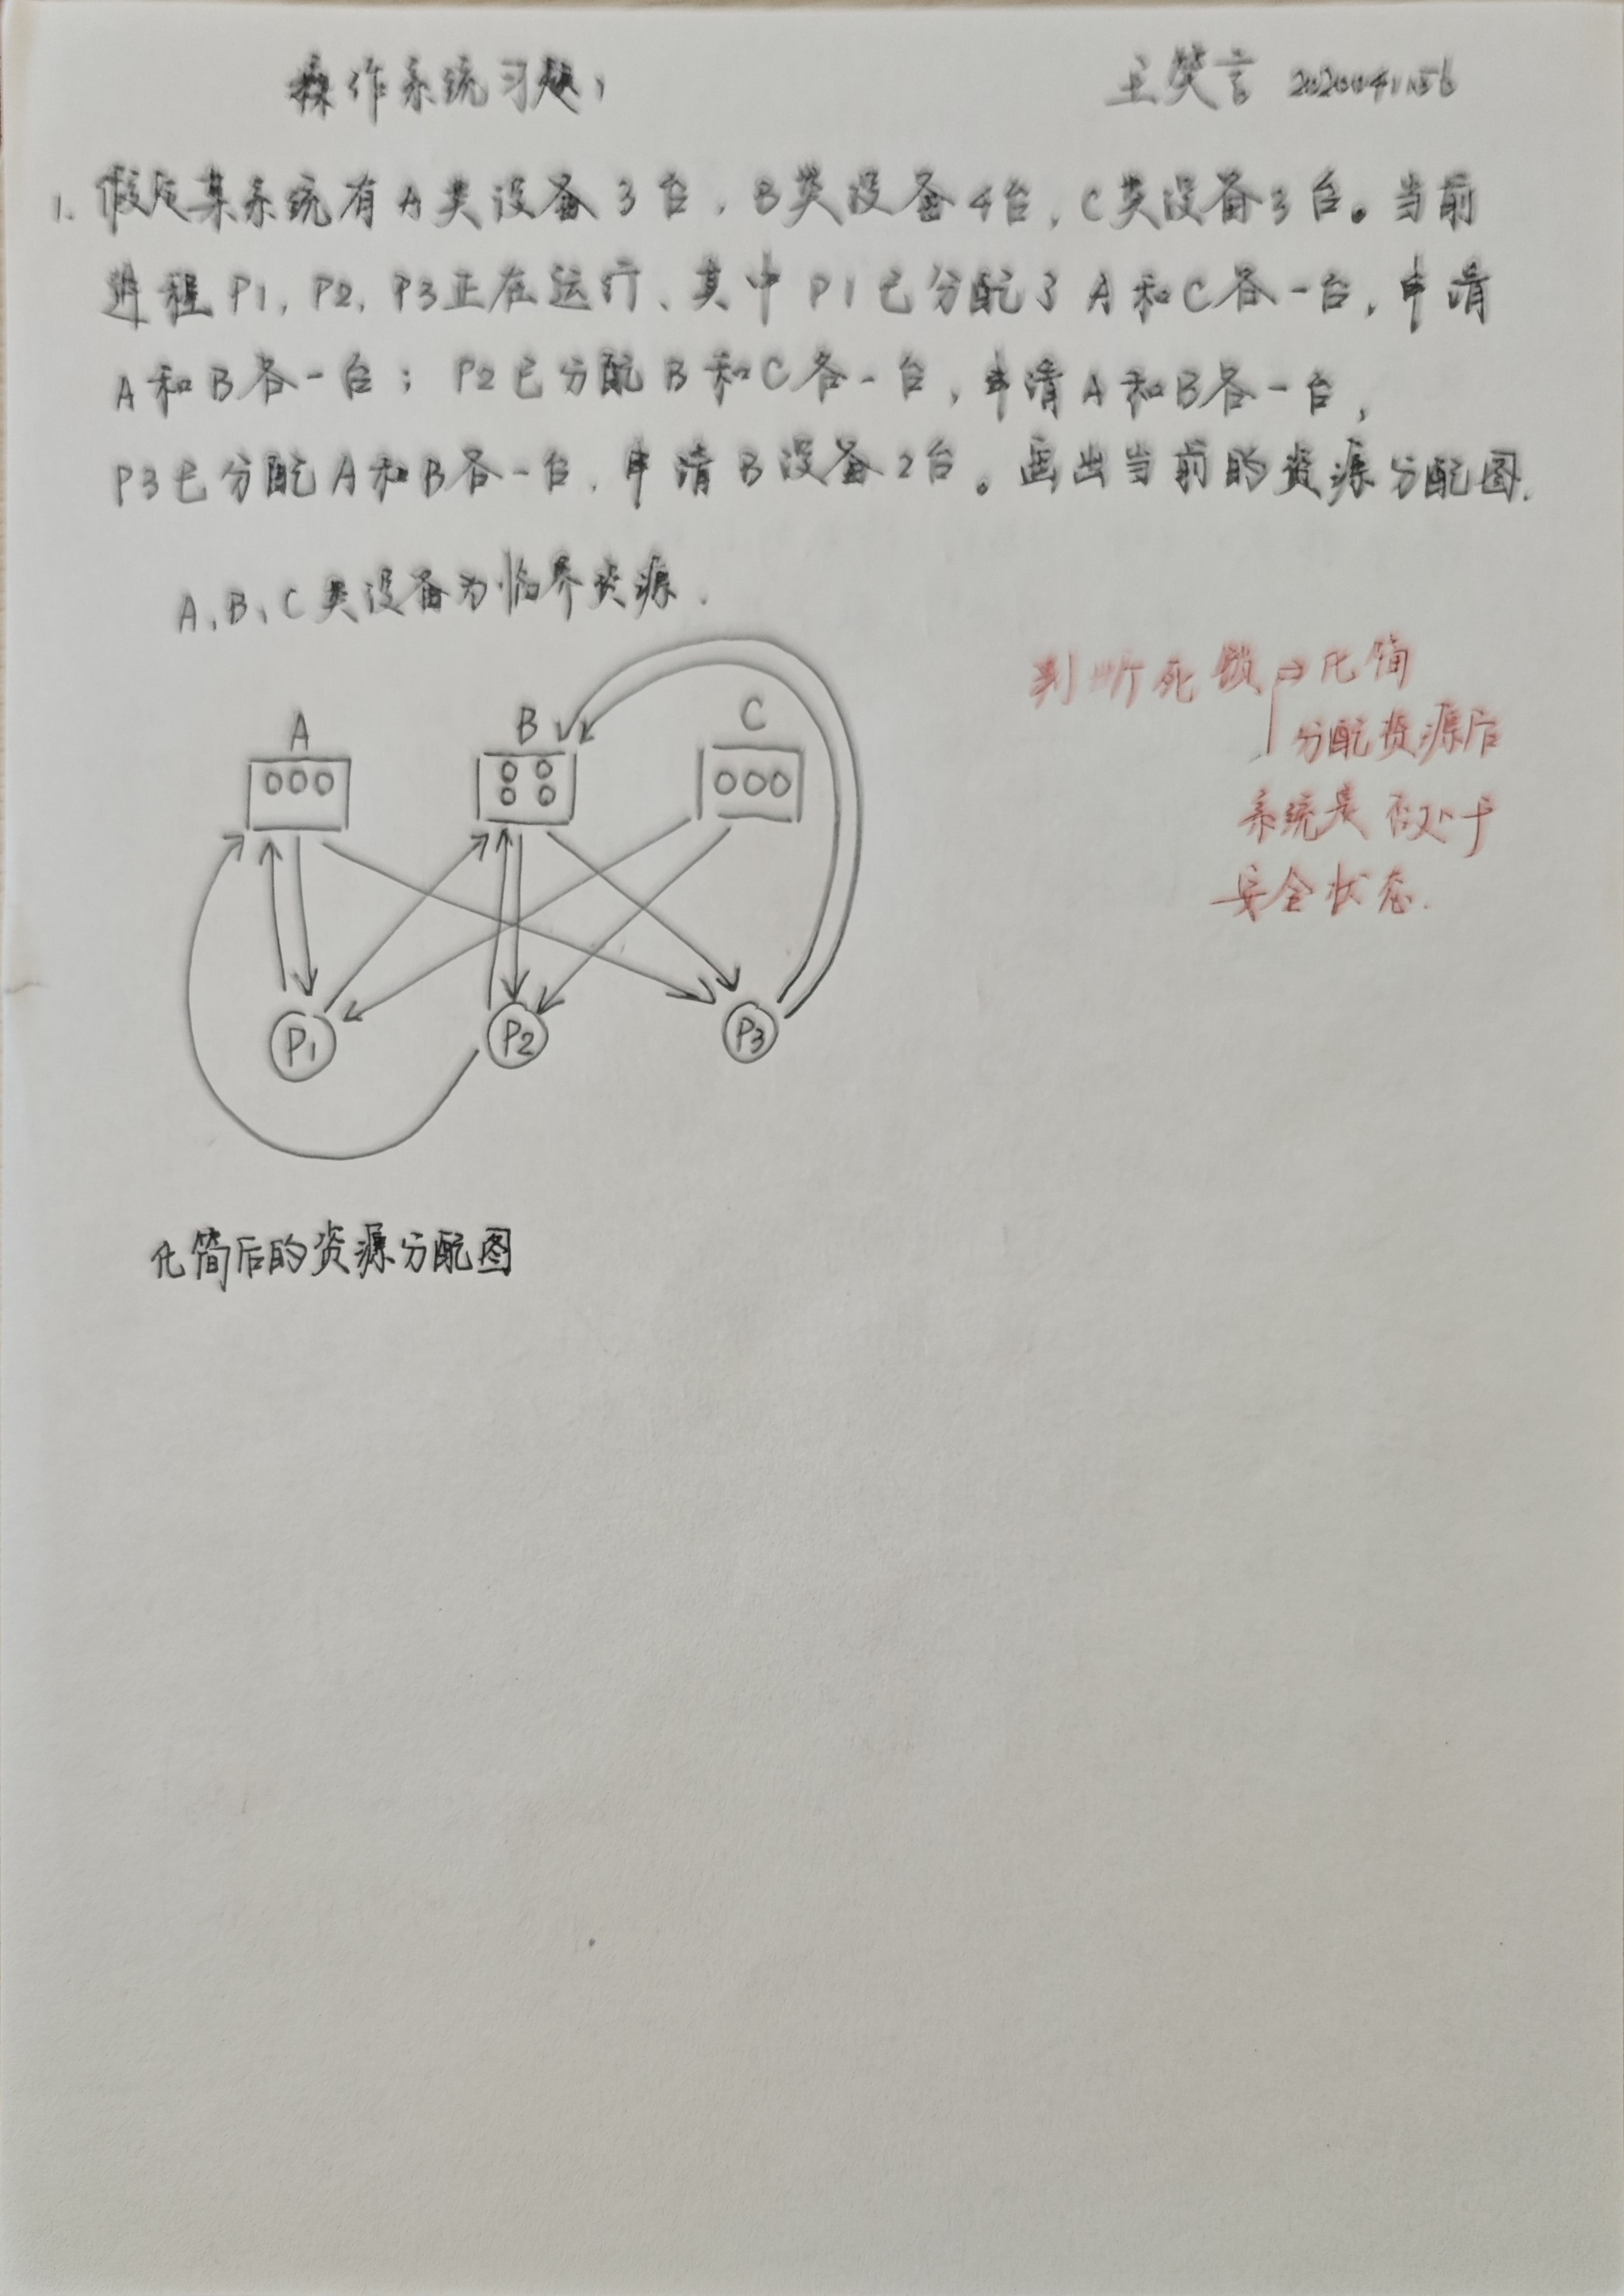 操作系统习题1
王笑言 2020041156
1. 假定某系统有A类设备3台，B类设备4台，C类设备3台。当前
进程P1, P2, P3正在运行、其中P1已分配了A和C各一台，申请
A和B各一台；P2已分配B和C各一台，申请A和B各一台，
P3已分配A和B各一台，申请B设备2台。画出当前的资源分配图.
A、B、C类设备为临界资源.
判断死锁→化简
分配资源后
系统是否处于
安全状态.
A B C
P1 P2 P3
化简后的资源分配图